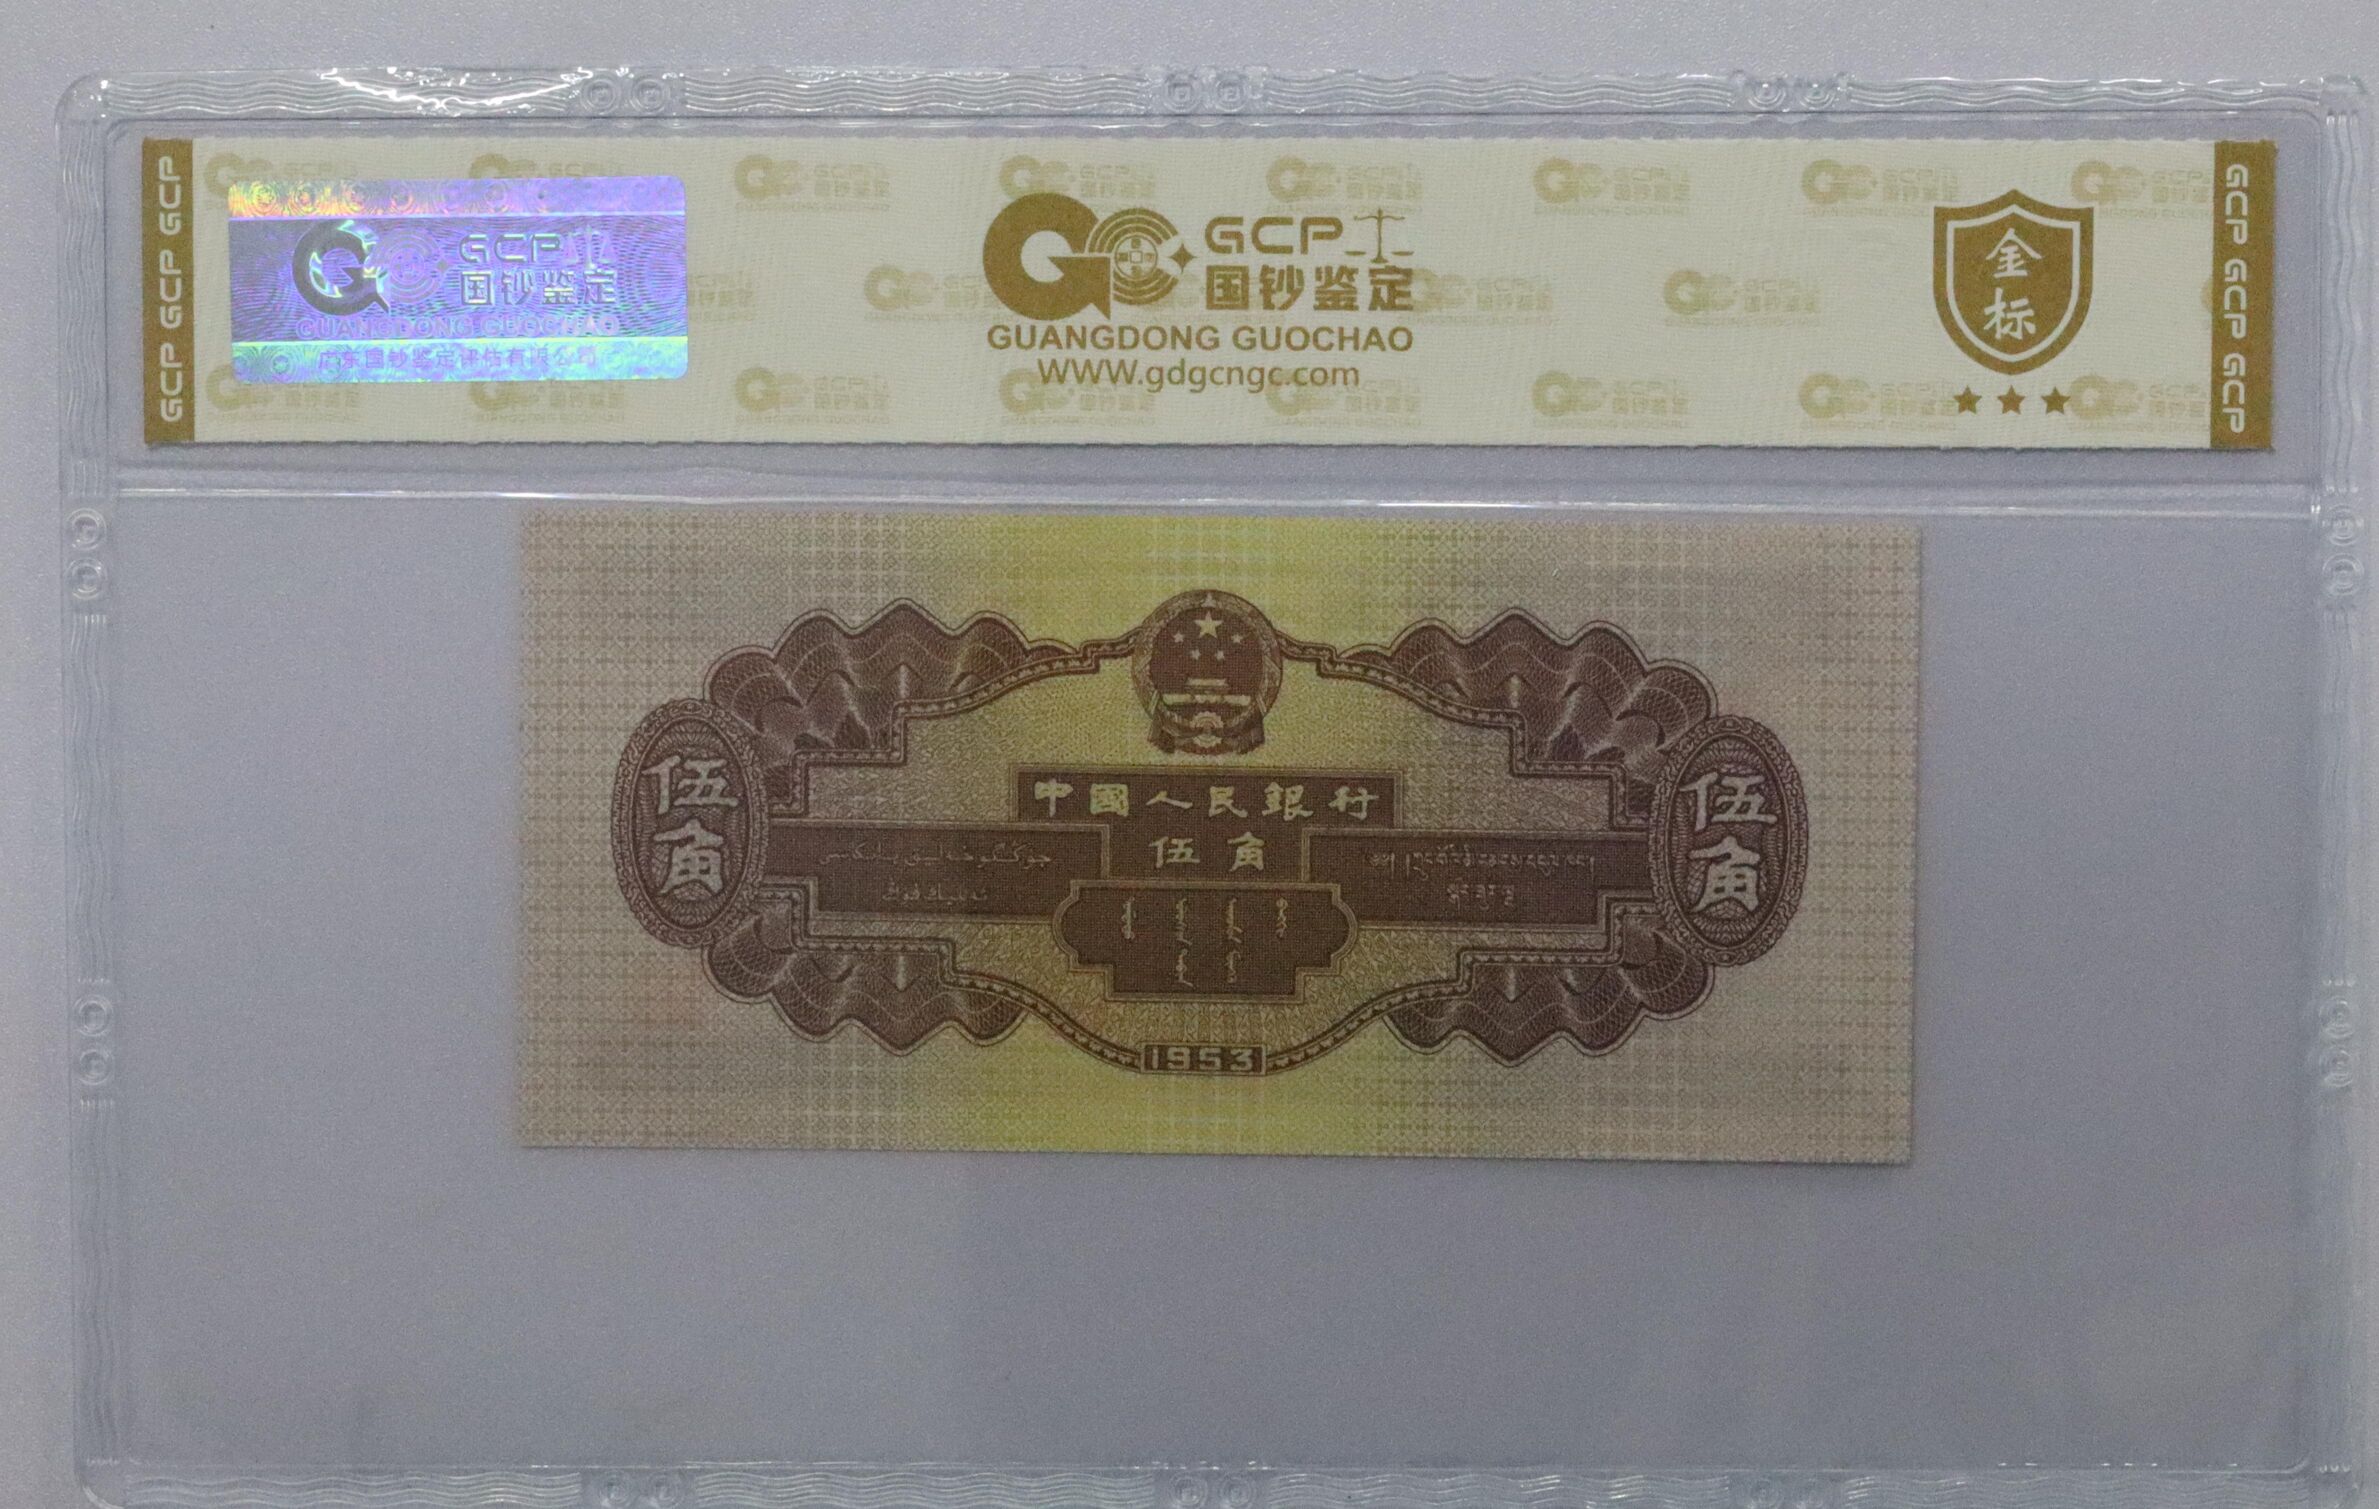 GCP GCP GCP
GCP
国钞鉴定
GUANGDONG GUOCHAO
广东国钞鉴定评估有限公司
GCP
国钞鉴定
GUANGDONG GUOCHAO
WWW.gdgcngc.com
金标
GCP GCP GCP
中國人民銀行
伍角
伍角
伍角
1953